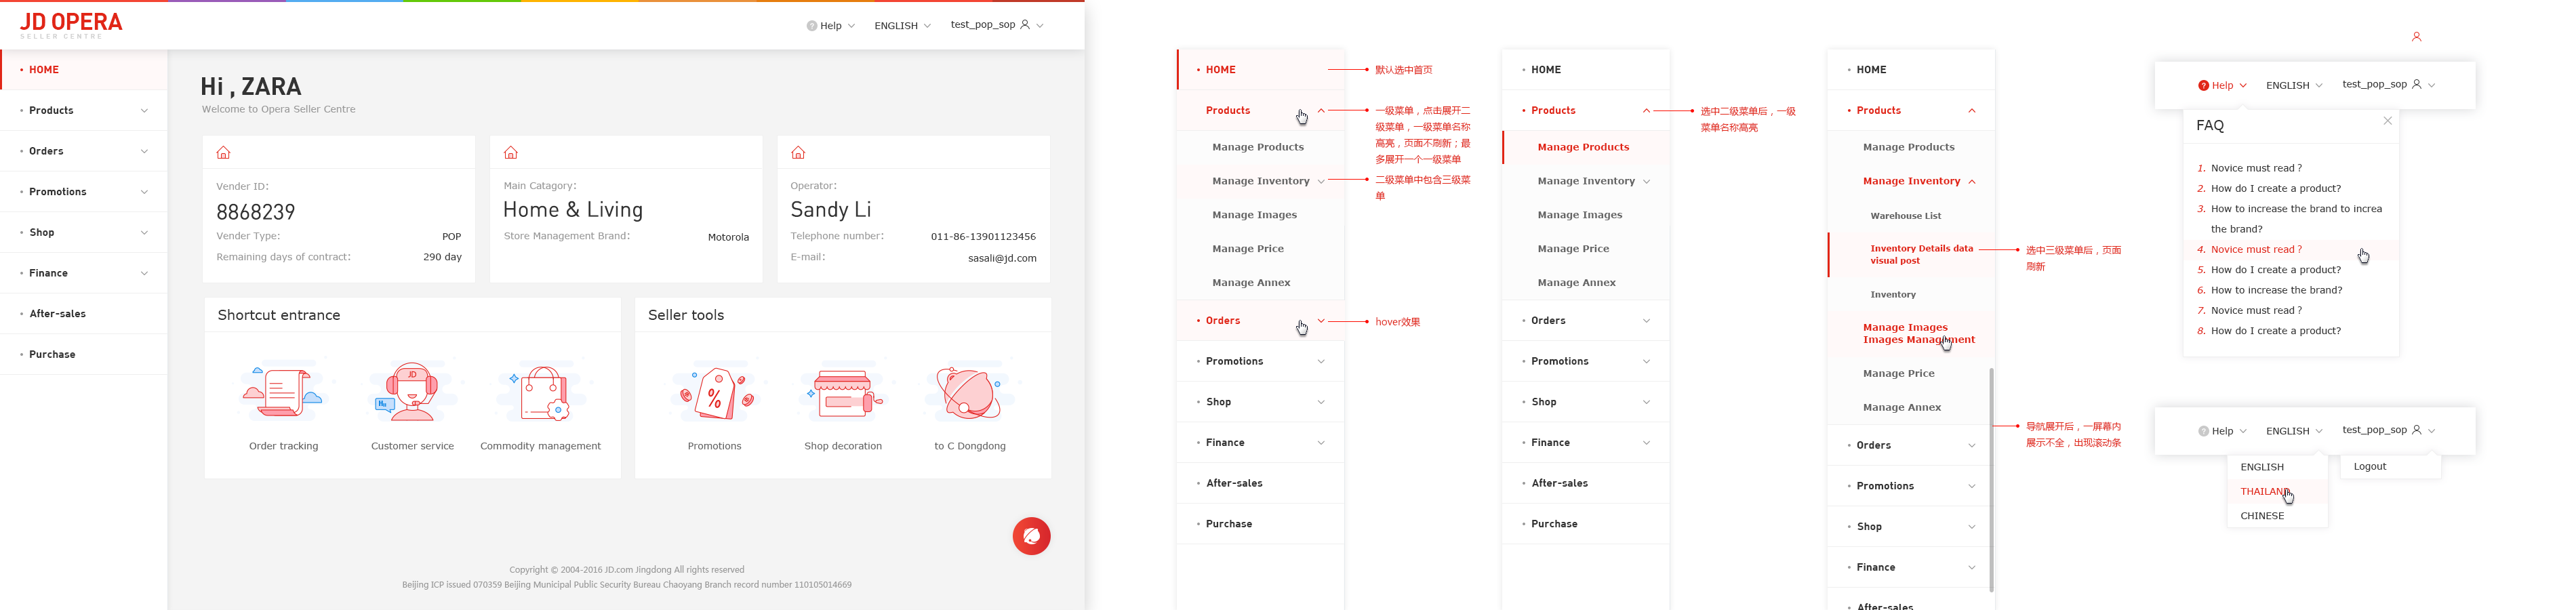 JD OPERA
SELLER CENTRE
Help
ENGLISH
test_pop_sop
HOME
Products
Orders
Promotions
Shop
Finance
After-sales
Purchase
Hi , ZARA
Welcome to Opera Seller Centre
Vender ID:
8868239
Vender Type: POP
Remaining days of contract: 290 day
Main Catagory:
Home & Living
Store Management Brand: Motorola
Operator:
Sandy Li
Telephone number: 011-86-13901123456
E-mail: sasali@jd.com
Shortcut entrance
JD
Hi,
Order tracking
Customer service
Commodity management
Seller tools
%
Promotions
Shop decoration
to C Dongdong
Copyright © 2004-2016 JD.com Jingdong All rights reserved
Beijing ICP issued 070359 Beijing Municipal Public Security Bureau Chaoyang Branch record number 110105014669
HOME
Products
Manage Products
Manage Inventory
Manage Images
Manage Price
Manage Annex
Orders
Promotions
Shop
Finance
After-sales
Purchase
默认选中首页
一级菜单，点击展开二
级菜单，一级菜单名称
高亮，页面不刷新；最
多展开一个一级菜单
二级菜单中包含三级菜
单
hover效果
HOME
Products
Manage Products
Manage Inventory
Manage Images
Manage Price
Manage Annex
Orders
Promotions
Shop
Finance
After-sales
Purchase
选中二级菜单后，一级
菜单名称高亮
HOME
Products
Manage Products
Manage Inventory
Warehouse List
Inventory Details data
visual post
Inventory
Manage Images
Images Management
Manage Price
Manage Annex
Orders
Promotions
Shop
Finance
After-sales
选中三级菜单后，页面
刷新
导航展开后，一屏幕内
展示不全，出现滚动条
Help
ENGLISH
test_pop_sop
FAQ
1. Novice must read？
2. How do I create a product?
3. How to increase the brand to increa
the brand?
4. Novice must read？
5. How do I create a product?
6. How to increase the brand?
7. Novice must read？
8. How do I create a product?
Help
ENGLISH
test_pop_sop
ENGLISH
THAILAND
CHINESE
Logout